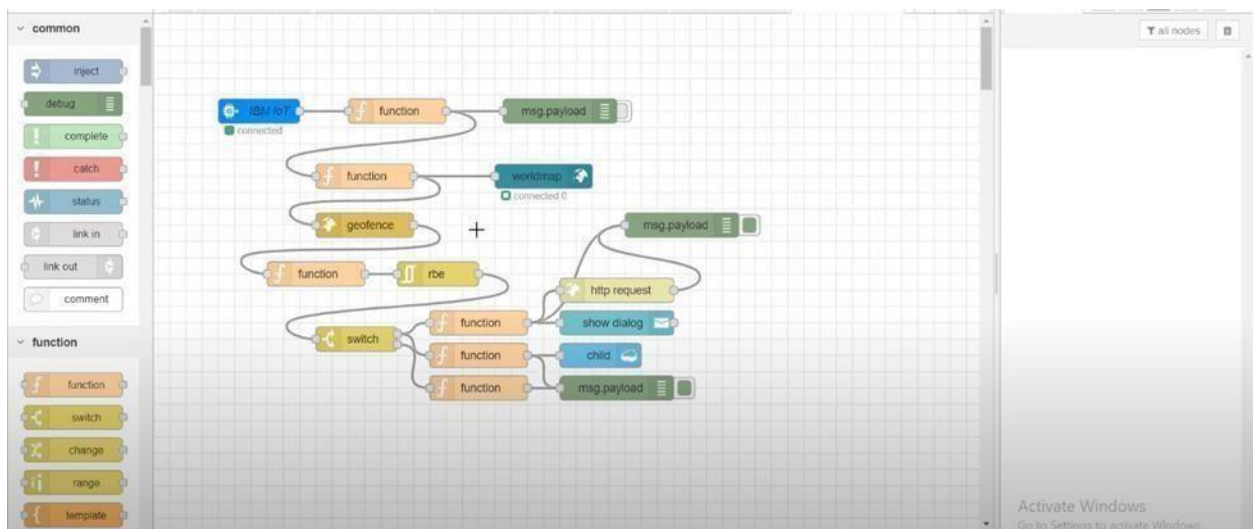 common
inject
debug
complete
catch
status
link in
link out
comment
function
function
switch
change
range
template
IBM IoT
connected
function
msg.payload
function
worldmap
connected 0
geofence
msg.payload
function
rbe
http request
switch
function
show dialog
function
child
function
msg.payload
all nodes
Activate Windows
Go to Settings to activate Windows.